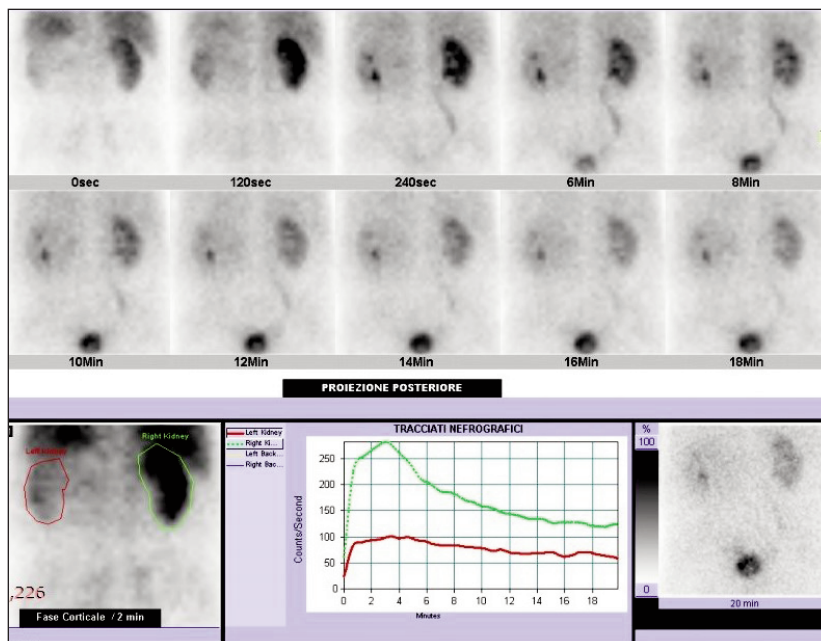 0sec 120sec 240sec 6Min 8Min
10Min 12Min 14Min 16Min 18Min
PROIEZIONE POSTERIORE
Right Kidney
,226
Fase Corticale / 2 min
Left Kidney
Right Ki...
Left Back...
Right Bac...
TRACCIATI NEFROGRAFICI
Counts/Second
250
200
150
100
50
0
0 2 4 6 8 10 12 14 16 18
Minutes
%
100
0
20 min